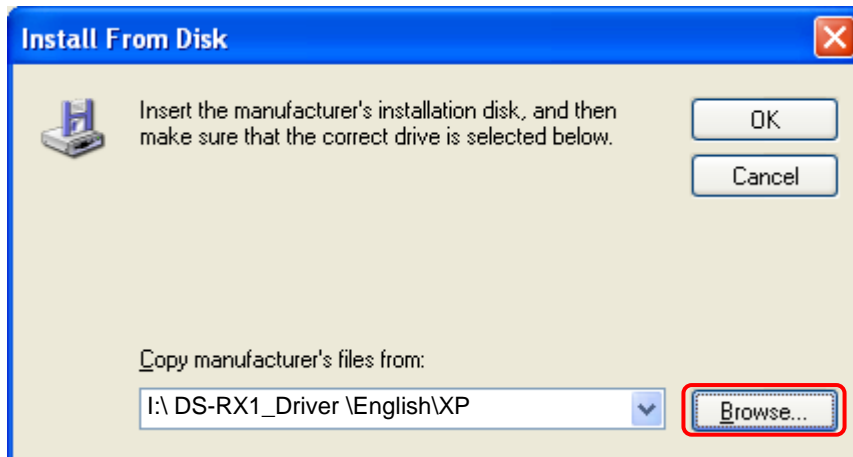 Install From Disk
Insert the manufacturer's installation disk, and then
make sure that the correct drive is selected below.
OK
Cancel
Copy manufacturer's files from:
I:\ DS-RX1_Driver \English\XP
Browse...